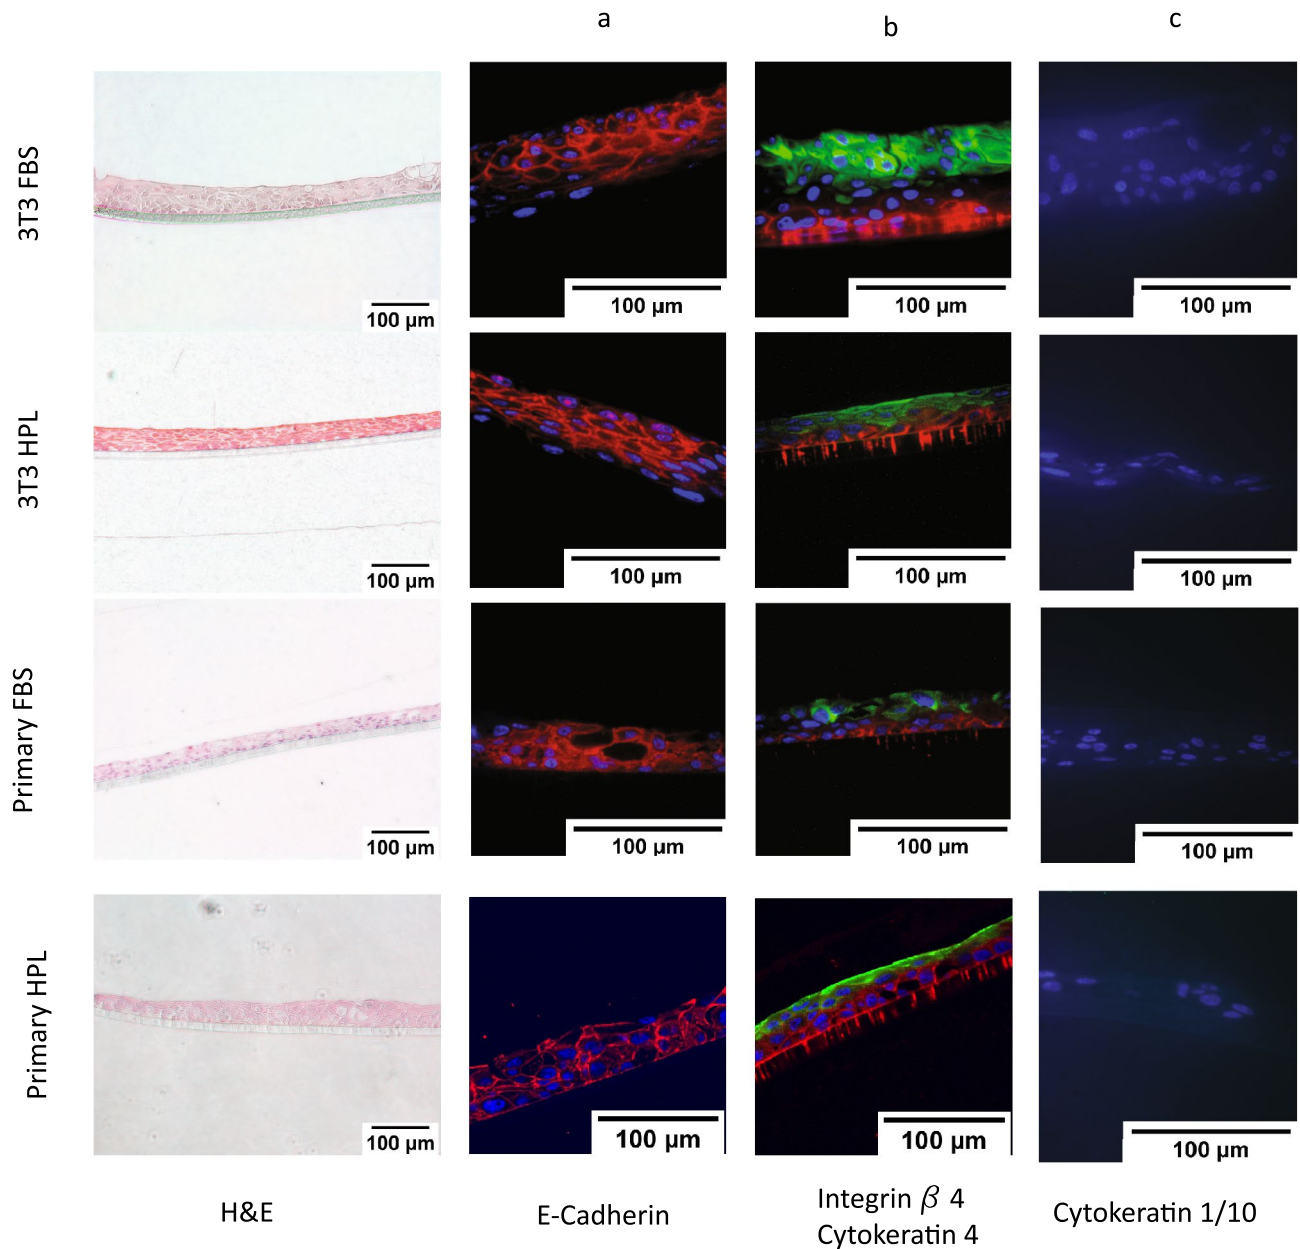 a
b
c
3T3 FBS
100 µm
100 µm
100 µm
100 µm
3T3 HPL
100 µm
100 µm
100 µm
100 µm
Primary FBS
100 µm
100 µm
100 µm
100 µm
Primary HPL
100 µm
100 µm
100 µm
100 µm
H&E
E-Cadherin
Integrin β 4
Cytokeratin 4
Cytokeratin 1/10